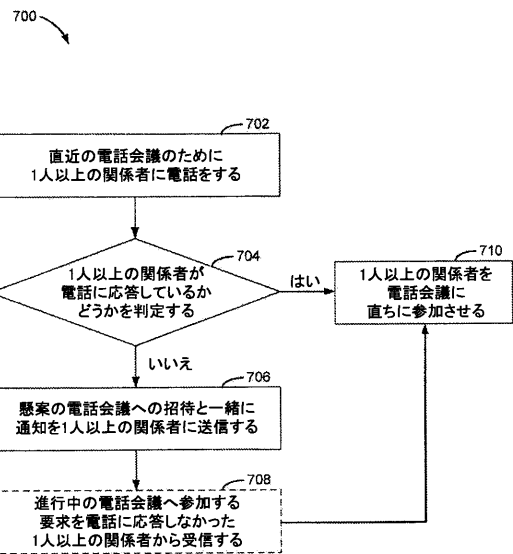 700
702
直近の電話会議のために
1人以上の関係者に電話をする
704
1人以上の関係者が
電話に応答しているか
どうかを判定する
はい
710
1人以上の関係者を
電話会議に
直ちに参加させる
いいえ
706
懸案の電話会議への招待と一緒に
通知を1人以上の関係者に送信する
708
進行中の電話会議へ参加する
要求を電話に応答しなかった
1人以上の関係者から受信する